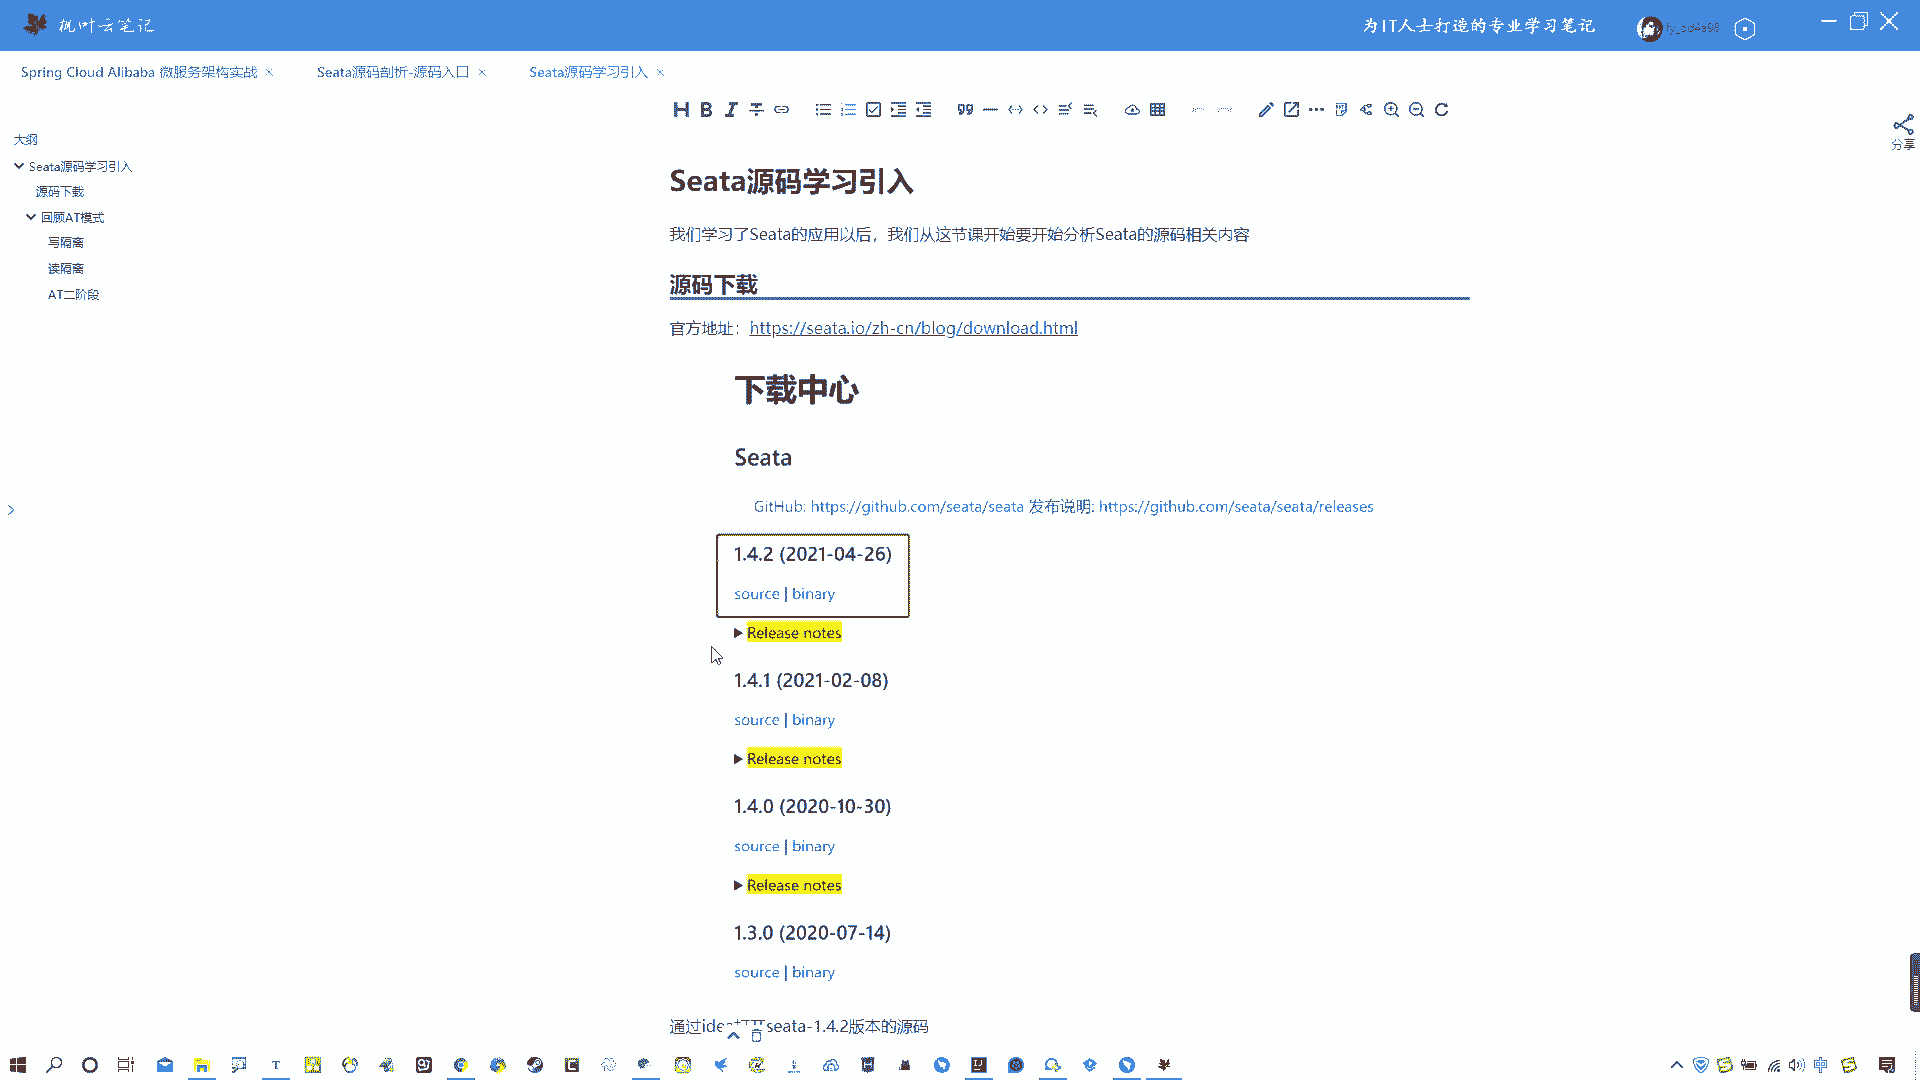 枫叶云笔记
为IT人士打造的专业学习笔记
Spring Cloud Alibaba 微服务架构实战 ×
Seata源码剖析-源码入口 ×
Seata源码学习引入 ×
分享
大纲
Seata源码学习引入
源码下载
回顾AT模式
写隔离
读隔离
AT二阶段
Seata源码学习引入
我们学习了Seata的应用以后，我们从这节课开始要开始分析Seata的源码相关内容
源码下载
官方地址：https://seata.io/zh-cn/blog/download.html
下载中心
Seata
GitHub: https://github.com/seata/seata 发布说明: https://github.com/seata/seata/releases
1.4.2 (2021-04-26)
source | binary
Release notes
1.4.1 (2021-02-08)
source | binary
Release notes
1.4.0 (2020-10-30)
source | binary
Release notes
1.3.0 (2020-07-14)
source | binary
通过idea seata-1.4.2版本的源码
中